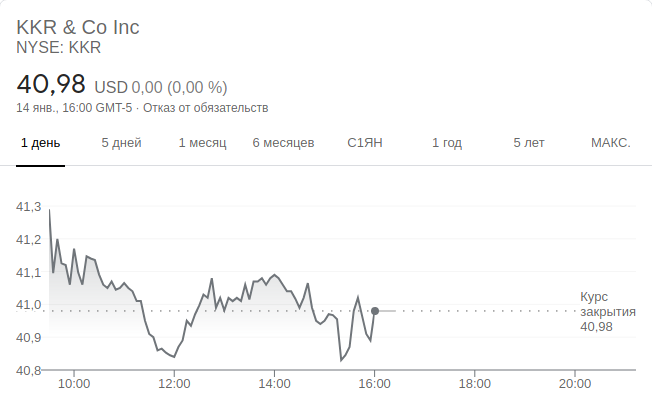 KKR & Co Inc
NYSE: KKR
40,98 USD 0,00 (0,00 %)
14 янв., 16:00 GMT-5 · Отказ от обязательств
1 день 5 дней 1 месяц 6 месяцев С1ЯН 1 год 5 лет МАКС.
41,3
41,2
41,1
41,0
40,9
40,8
Курс
закрытия
40,98
10:00 12:00 14:00 16:00 18:00 20:00